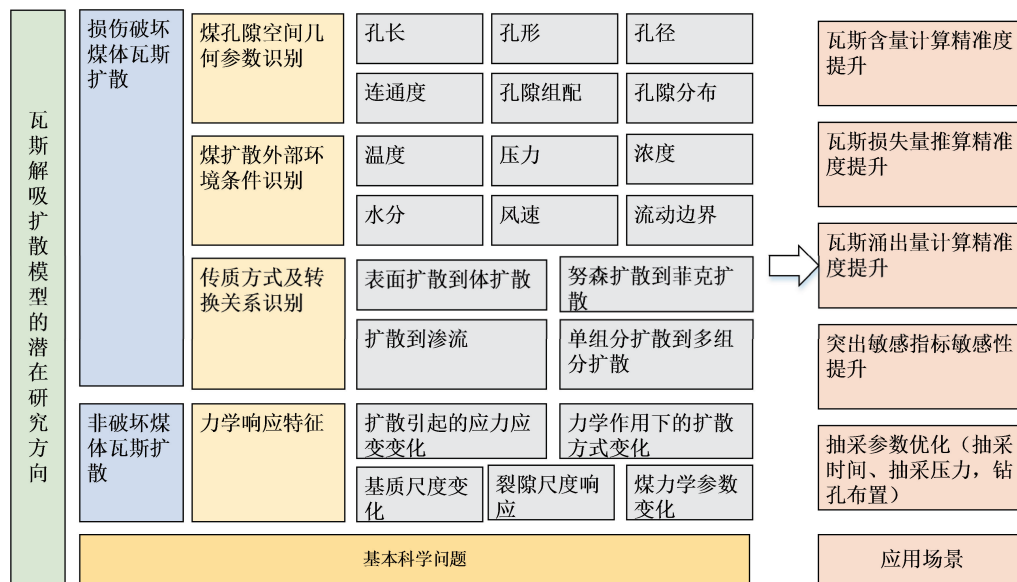 瓦斯解吸扩散模型的潜在研究方向
损伤破坏
煤体瓦斯
扩散
煤孔隙空间几
何参数识别
孔长
孔形
孔径
连通度
孔隙组配
孔隙分布
煤扩散外部环
境条件识别
温度
压力
浓度
水分
风速
流动边界
传质方式及转
换关系识别
表面扩散到体扩散
努森扩散到菲克扩
散
扩散到渗流
单组分扩散到多组
分扩散
非破坏煤
体瓦斯扩
散
力学响应特征
扩散引起的应力应
变变化
力学作用下的扩散
方式变化
基质尺度变
化
裂隙尺度响
应
煤力学参数
变化
基本科学问题
瓦斯含量计算精准度
提升
瓦斯损失量推算精准
度提升
瓦斯涌出量计算精准
度提升
突出敏感指标敏感性
提升
抽采参数优化（抽采
时间、抽采压力，钻
孔布置）
应用场景